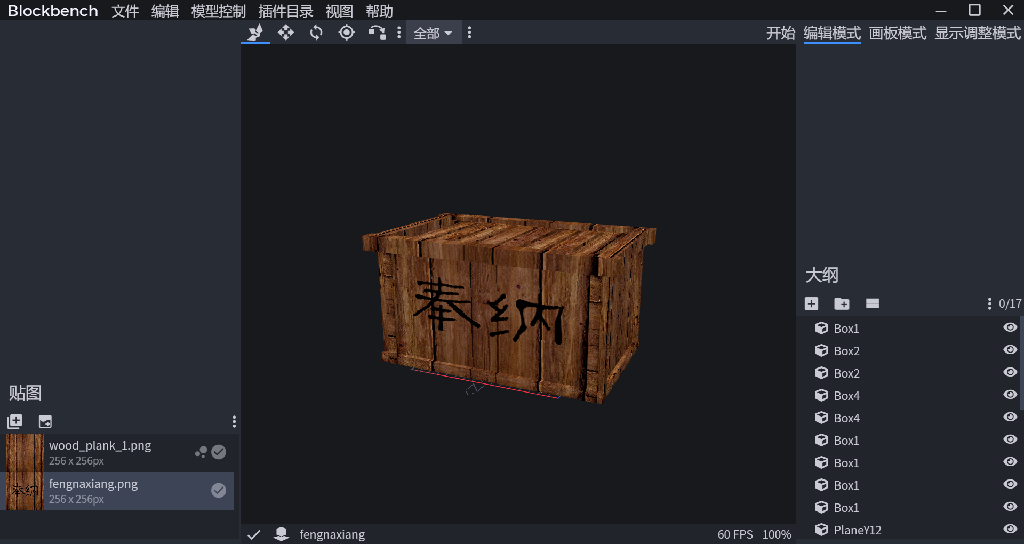 Blockbench 文件 编辑 模型控制 插件目录 视图 帮助
全部
开始 编辑模式 画板模式 显示调整模式
奉纳
大纲
0/17
Box1
Box2
Box2
Box4
Box4
Box1
Box1
Box1
Box1
PlaneY12
贴图
wood_plank_1.png
256 x 256px
fengnaxiang.png
256 x 256px
奉纳
fengnaxiang
60 FPS 100%